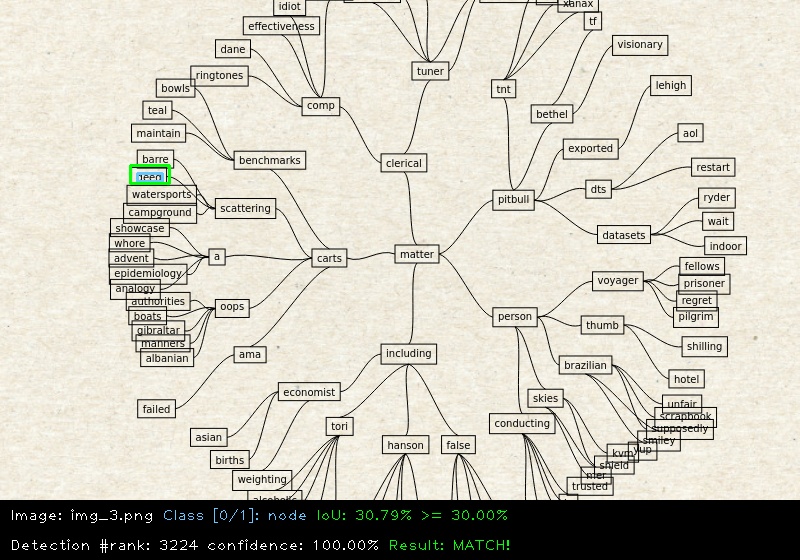 idiot
xanax
effectiveness
tf
dane
visionary
tuner
ringtones
lehigh
bowls
tnt
comp
teal
bethel
maintain
aol
exported
barre
benchmarks
clerical
restart
dts
watersports
pitbull
ryder
campground
scattering
showcase
wait
datasets
whore
indoor
advent
a
carts
matter
fellows
epidemiology
voyager
prisoner
analogy
authorities
regret
oops
boats
person
pilgrim
thumb
gibraltar
manners
shilling
albanian
ama
including
brazilian
hotel
economist
skies
failed
unfair
scrapbook
conducting
tori
supposedly
asian
smiley
hanson
false
yup
kvm
births
shield
mer
weighting
trusted
alcoholic
Image: img_3.png Class [0/1]: node IoU: 30.79% >= 30.00%
Detection #rank: 3224 confidence: 100.00% Result: MATCH!